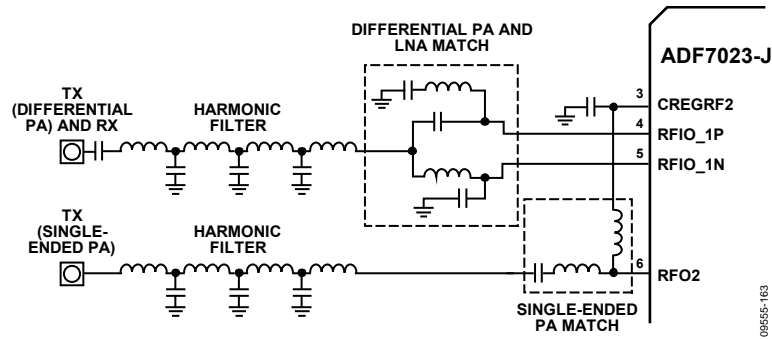 DIFFERENTIAL PA AND
LNA MATCH
ADF7023-J
TX
(DIFFERENTIAL
PA) AND RX
HARMONIC
FILTER
3
CREGRF2
4
RFIO_1P
5
RFIO_1N
TX
(SINGLE-
ENDED PA)
HARMONIC
FILTER
6
RFO2
SINGLE-ENDED
PA MATCH
09555-163